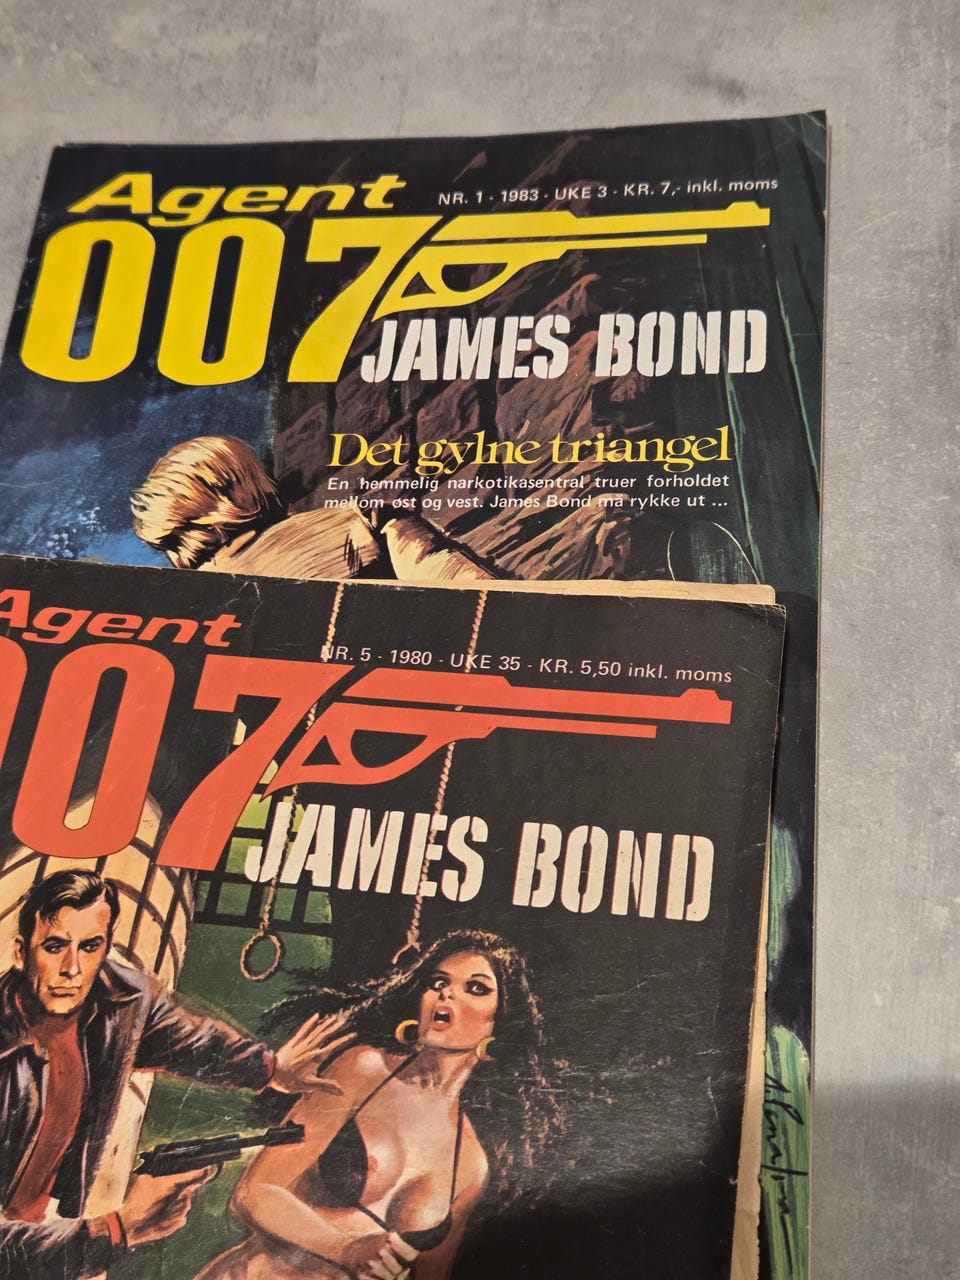 Agent
NR. 1 - 1983 - UKE 3 - KR. 7,- inkl. moms
007
JAMES BOND
Det gylne triangel
En hemmelig narkotikasentral truer forholdet
mellom øst og vest. James Bond må rykke ut ...
Agent
NR. 5 - 1980 - UKE 35 - KR. 5,50 inkl. moms
007
JAMES BOND